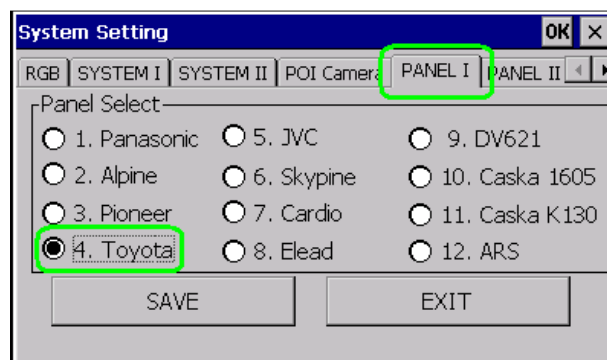 System Setting OK ×
RGB SYSTEM I SYSTEM II POI Camera PANEL I PANEL II
Panel Select
1. Panasonic 5. JVC 9. DV621
2. Alpine 6. Skypine 10. Caska 1605
3. Pioneer 7. Cardio 11. Caska K130
4. Toyota 8. Elead 12. ARS
SAVE EXIT